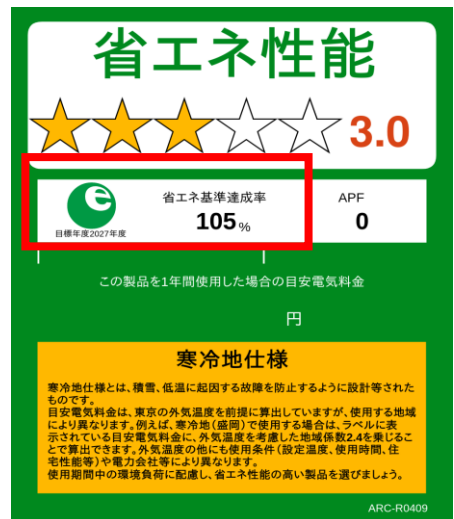 省エネ性能
3.0
e
省エネ基準達成率
APF
105%
0
目標年度2027年度
この製品を1年間使用した場合の目安電気料金
円
寒冷地仕様
寒冷地仕様とは、積雪、低温に起因する故障を防止するように設計等された
ものです。
目安電気料金は、東京の外気温度を前提に算出していますが、使用する地域
により異なります。例えば、寒冷地(盛岡)で使用する場合は、ラベルに表
示されている目安電気料金に、外気温度を考慮した地域係数2.4を乗じるこ
とで算出できます。外気温度の他にも使用条件(設定温度、使用時間、住
宅性能等)や電力会社等により異なります。
使用期間中の環境負荷に配慮し、省エネ性能の高い製品を選びましょう。
ARC-R0409